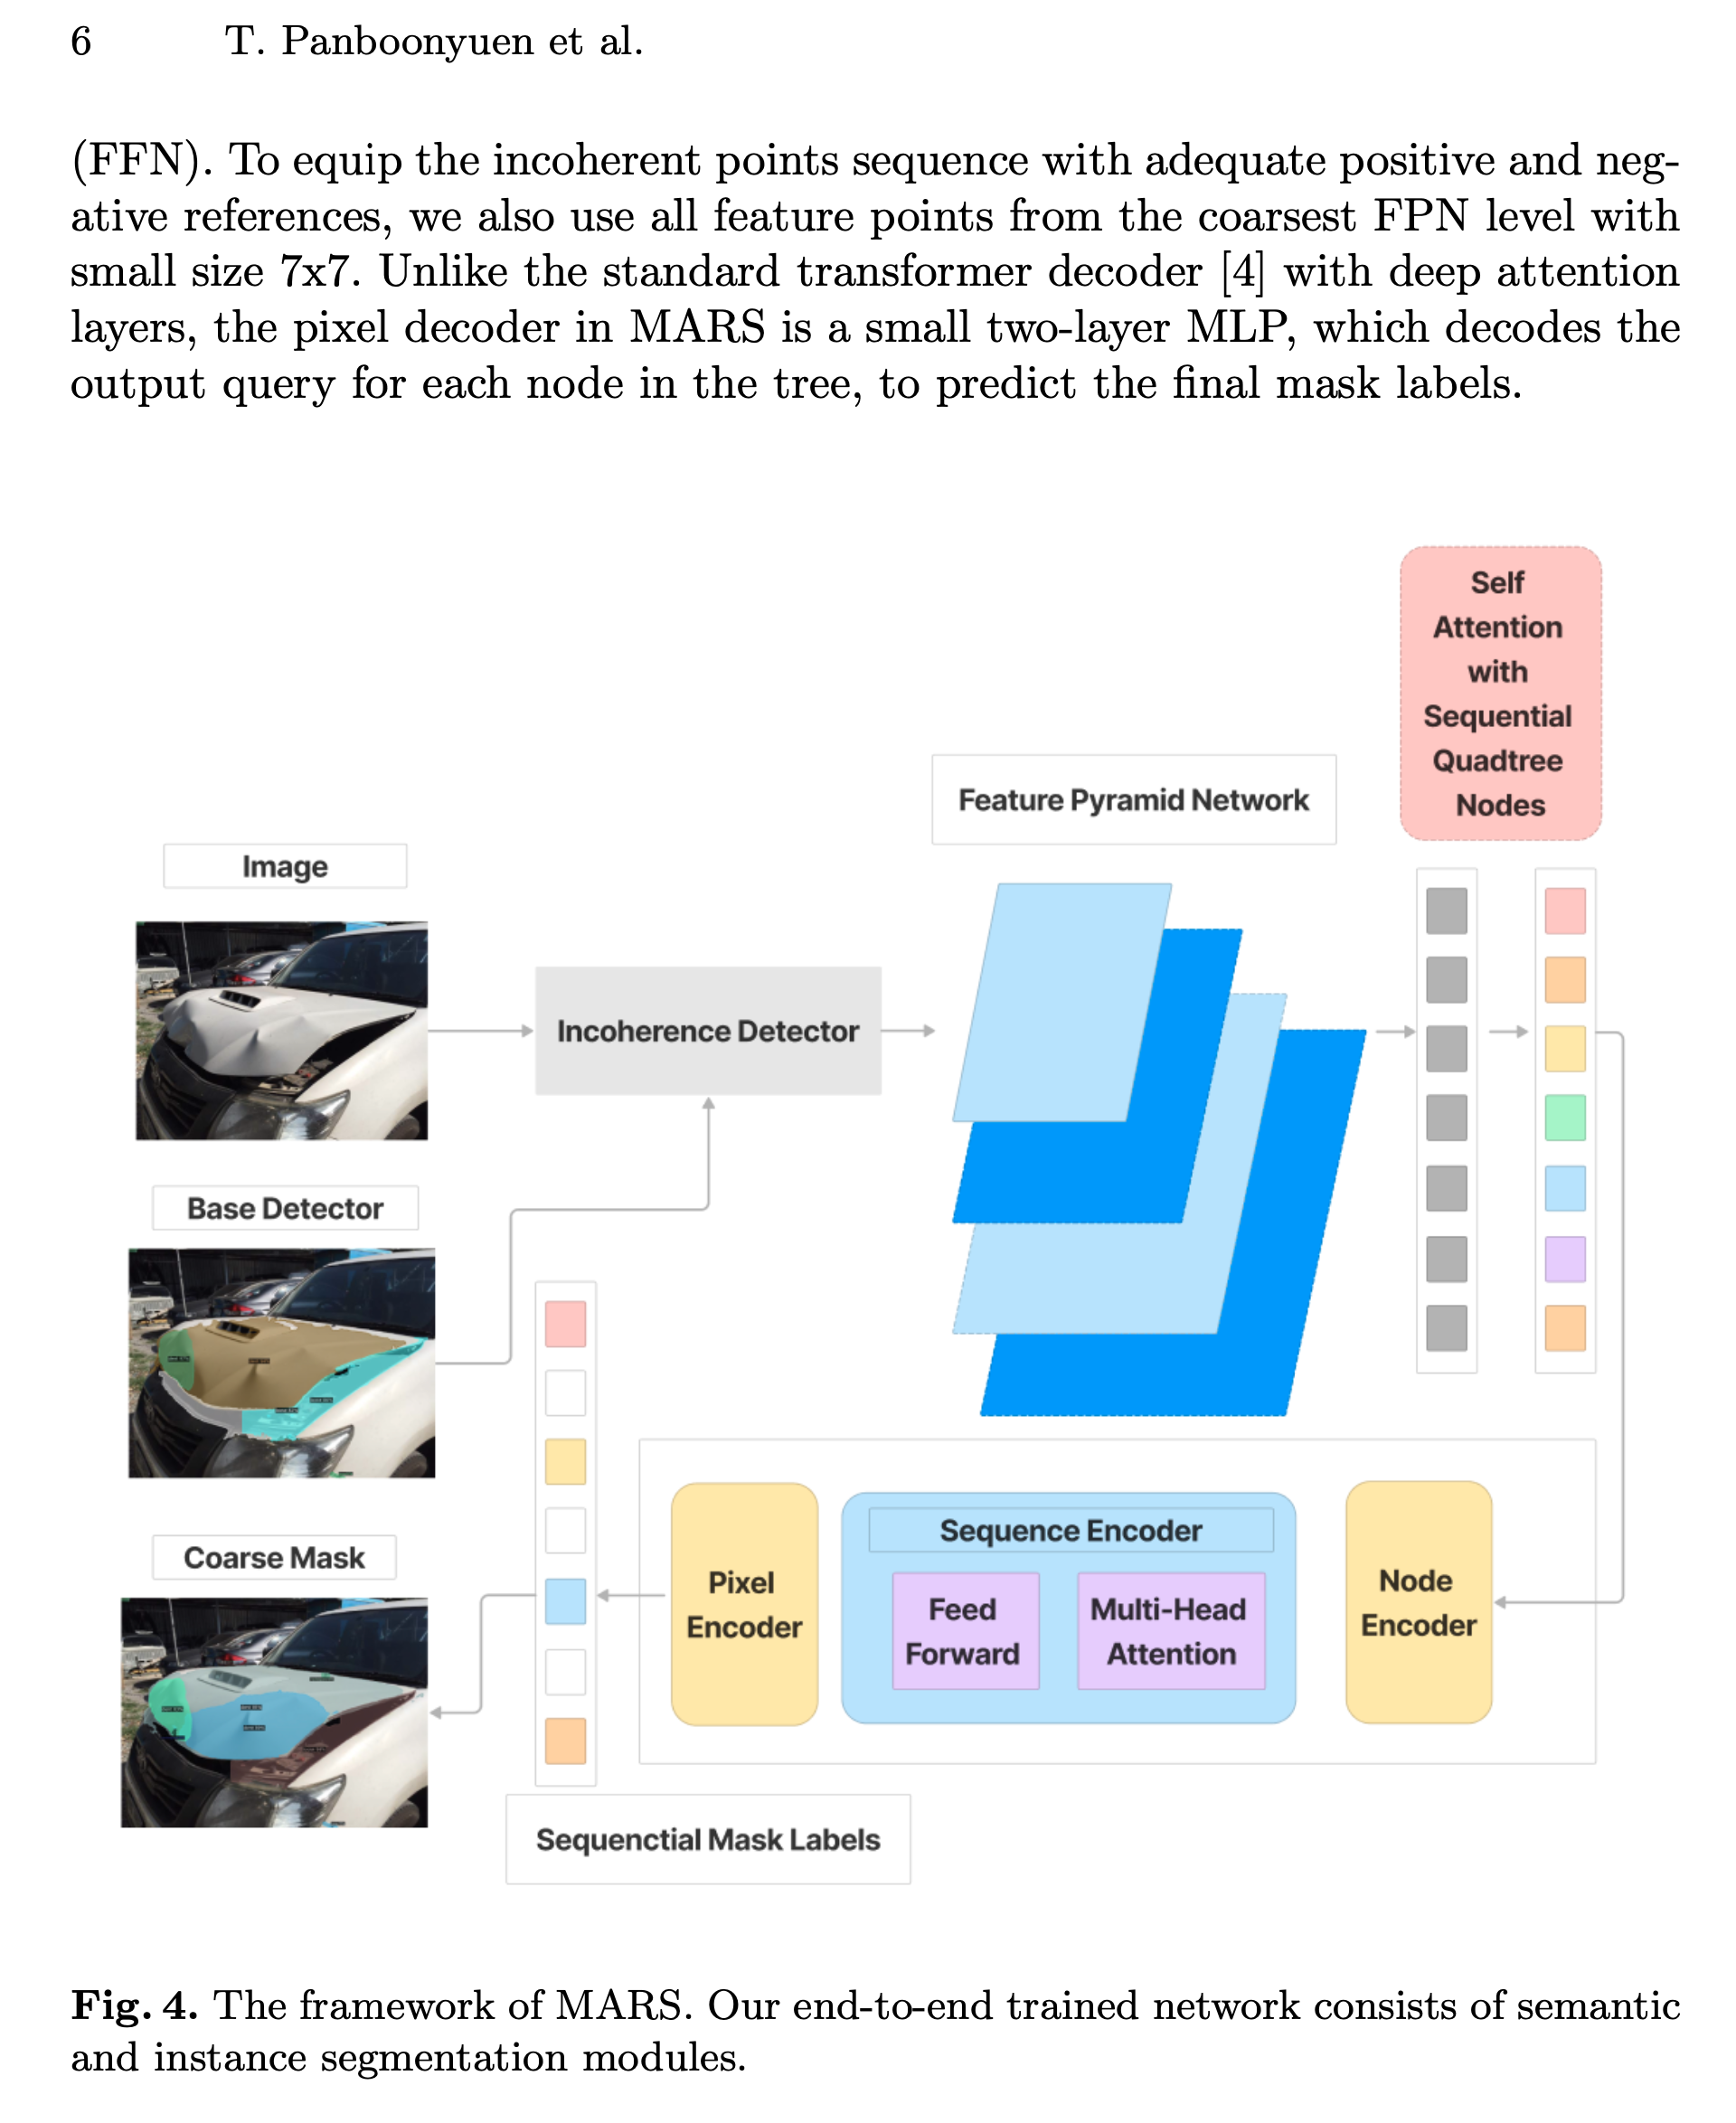 6 T. Panboonyuen et al.
(FFN). To equip the incoherent points sequence with adequate positive and neg-
ative references, we also use all feature points from the coarsest FPN level with
small size 7x7. Unlike the standard transformer decoder [4] with deep attention
layers, the pixel decoder in MARS is a small two-layer MLP, which decodes the
output query for each node in the tree, to predict the final mask labels.
Self
Attention
with
Sequential
Quadtree
Nodes
Feature Pyramid Network
Image
Incoherence Detector
Base Detector
Coarse Mask
Pixel
Encoder
Sequence Encoder
Feed
Forward
Multi-Head
Attention
Node
Encoder
Sequenctial Mask Labels
Fig. 4. The framework of MARS. Our end-to-end trained network consists of semantic
and instance segmentation modules.